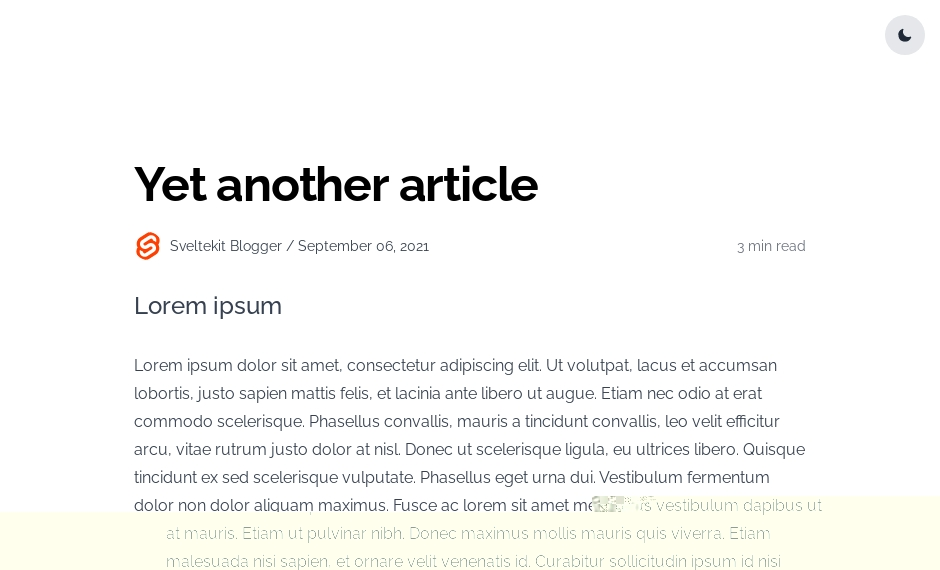 Yet another article
Sveltekit Blogger / September 06, 2021
3 min read
Lorem ipsum
Lorem ipsum dolor sit amet, consectetur adipiscing elit. Ut volutpat, lacus et accumsan
lobortis, justo sapien mattis felis, et lacinia ante libero ut augue. Etiam nec odio at erat
commodo scelerisque. Phasellus convallis, mauris a tincidunt convallis, leo velit efficitur
arcu, vitae rutrum justo dolor at nisl. Donec ut scelerisque ligula, eu ultrices libero. Quisque
tincidunt ex sed scelerisque vulputate. Phasellus eget urna dui. Vestibulum fermentum
dolor non dolor aliquam maximus. Fusce ac lorem sit amet vestibulum dapibus ut
at mauris. Etiam ut pulvinar nibh. Donec maximus mollis mauris quis viverra. Etiam
malesuada nisi sapien, et ornare velit venenatis id. Curabitur sollicitudin ipsum id nisi